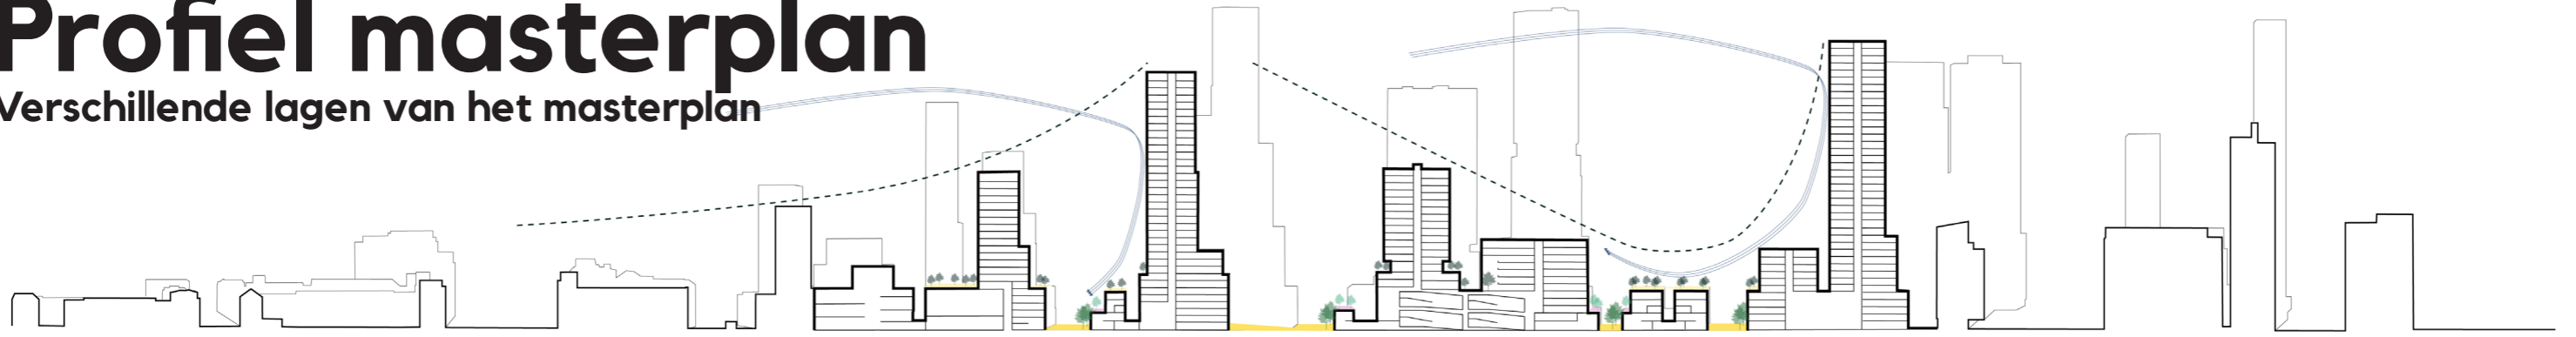 Profiel masterplan
Verschillende lagen van het masterplan